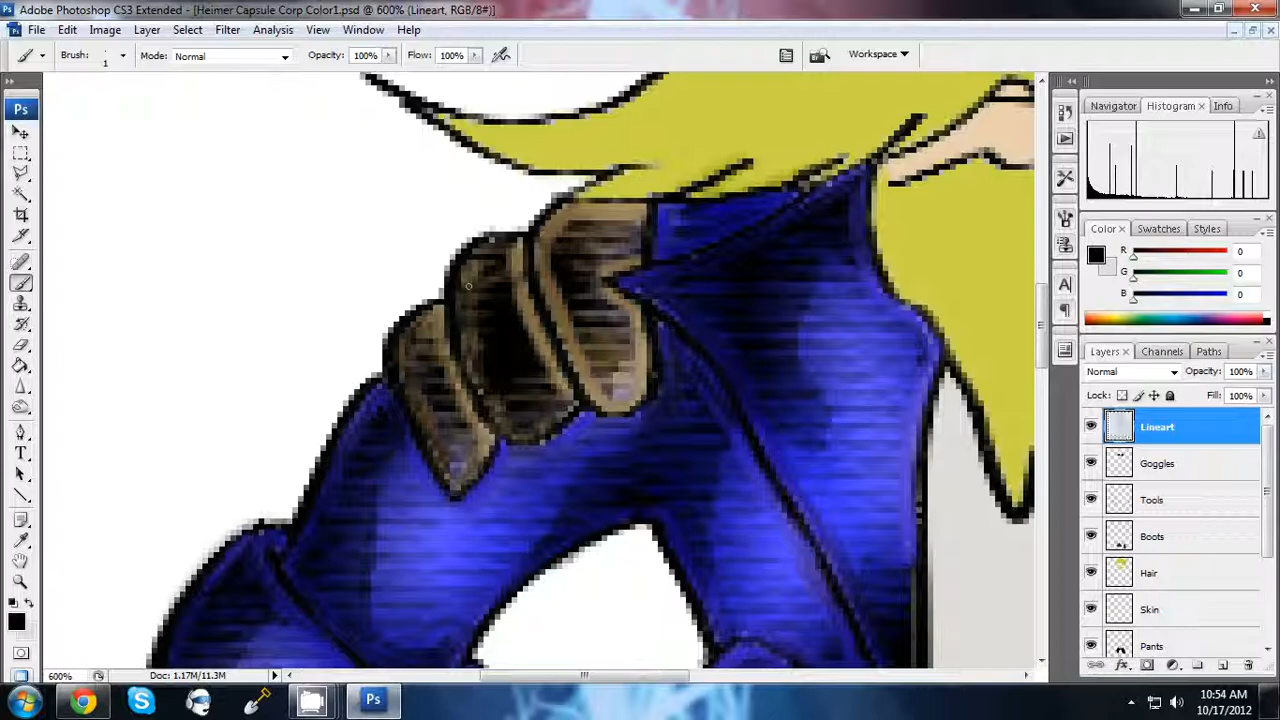 Adobe Photoshop CS3 Extended - [Heimer Capsule Corp Color1.psd @ 600% (Lineart, RGB/8#)]
File Edit Image Layer Select Filter Analysis View Window Help
Brush: 1 Mode: Normal Opacity: 100% Flow: 100% Workspace
Ps
Navigator Histogram x Info
Color x Swatches Styles
R 0
G 0
B 0
Layers x Channels Paths
Normal Opacity: 100%
Lock: Fill: 100%
Lineart
Goggles
Tools
Boots
Hair
Skin
Pants
600% Doc: 1.17M/11.3M
Ps
10:54 AM
10/17/2012